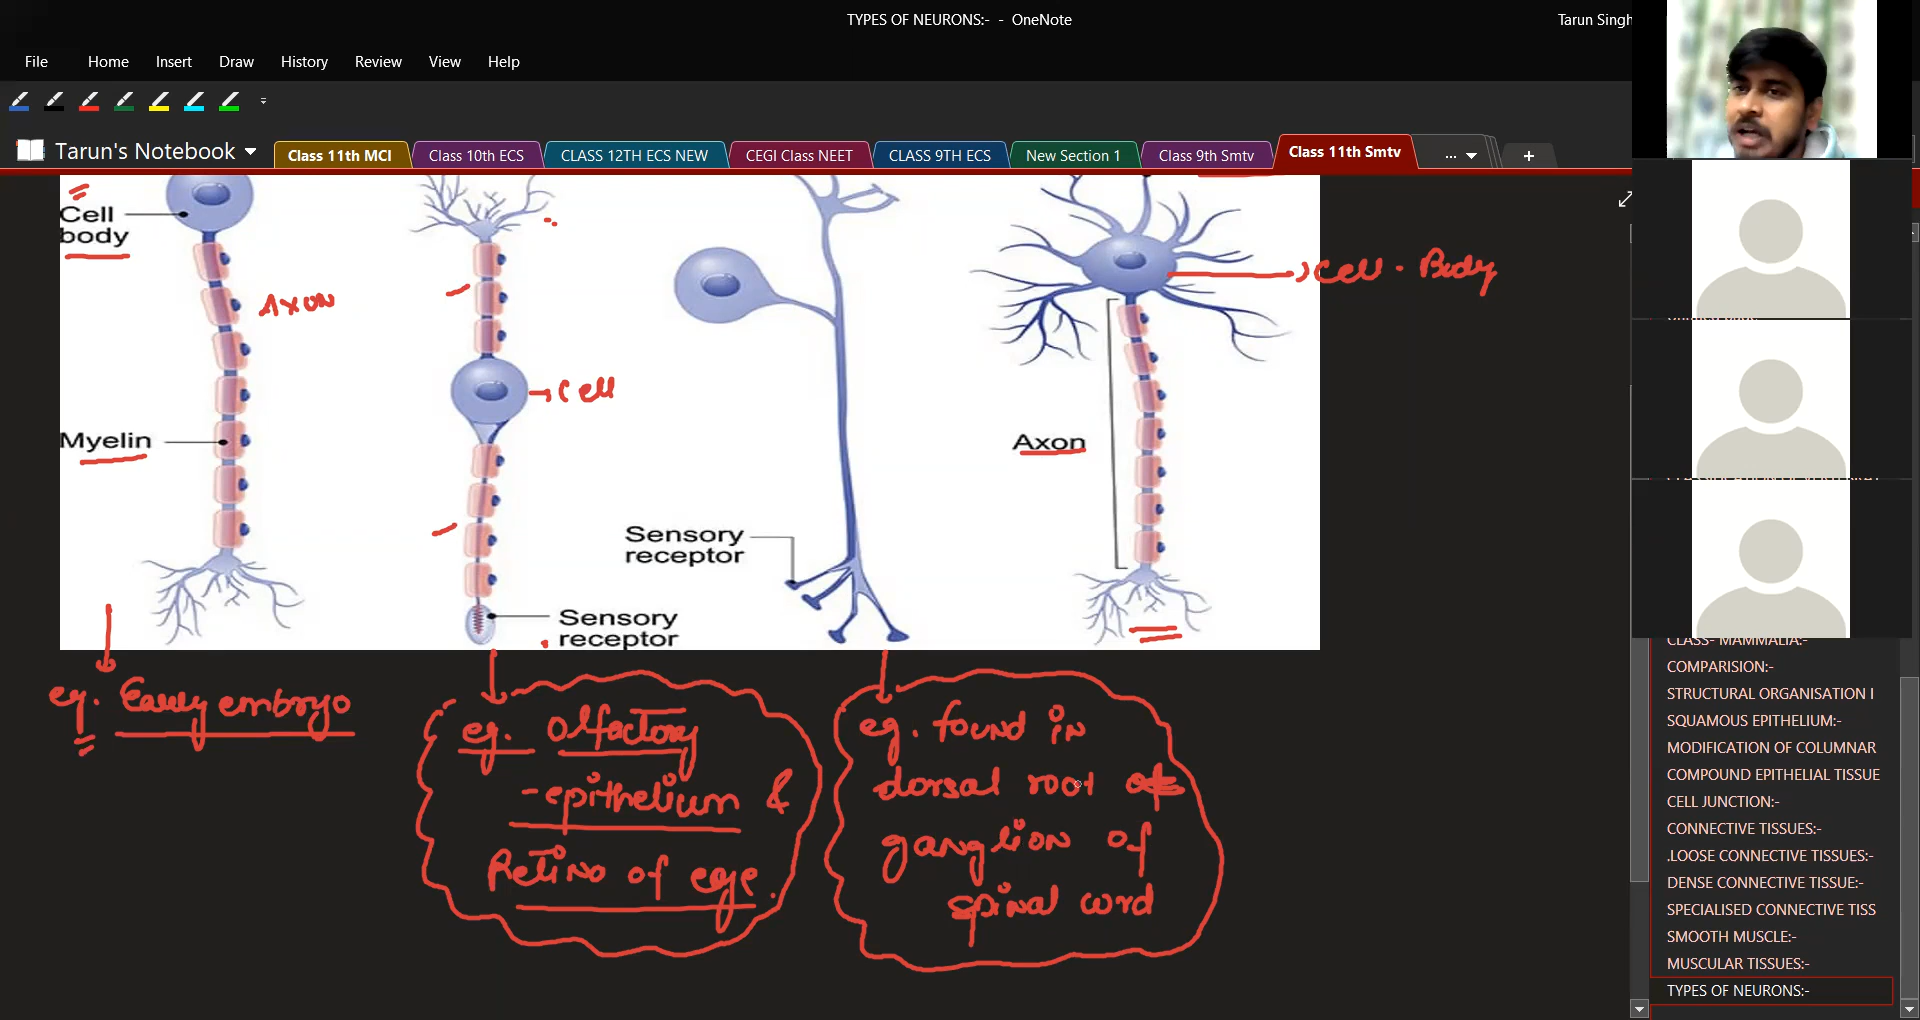 TYPES OF NEURONS:- - OneNote
Tarun Singh
File Home Insert Draw History Review View Help
Tarun's Notebook
Class 11th MCI
Class 10th ECS
CLASS 12TH ECS NEW
CEGI Class NEET
CLASS 9TH ECS
New Section 1
Class 9th Smtv
Class 11th Smtv
...
+
Cell
body
Axon
Myelin
Cell
Sensory
receptor
Sensory
receptor
Cell - Body
Axon
eg. Early embryo
eg. Olfactory
-epithelium &
Retina of eye.
eg. found in
dorsal root
ganglion of
spinal cord
CLASS- MAMMALIA:-
COMPARISION:-
STRUCTURAL ORGANISATION I
SQUAMOUS EPITHELIUM:-
MODIFICATION OF COLUMNAR
COMPOUND EPITHELIAL TISSUE
CELL JUNCTION:-
CONNECTIVE TISSUES:-
.LOOSE CONNECTIVE TISSUES:-
DENSE CONNECTIVE TISSUE:-
SPECIALISED CONNECTIVE TISS
SMOOTH MUSCLE:-
MUSCULAR TISSUES:-
TYPES OF NEURONS:-